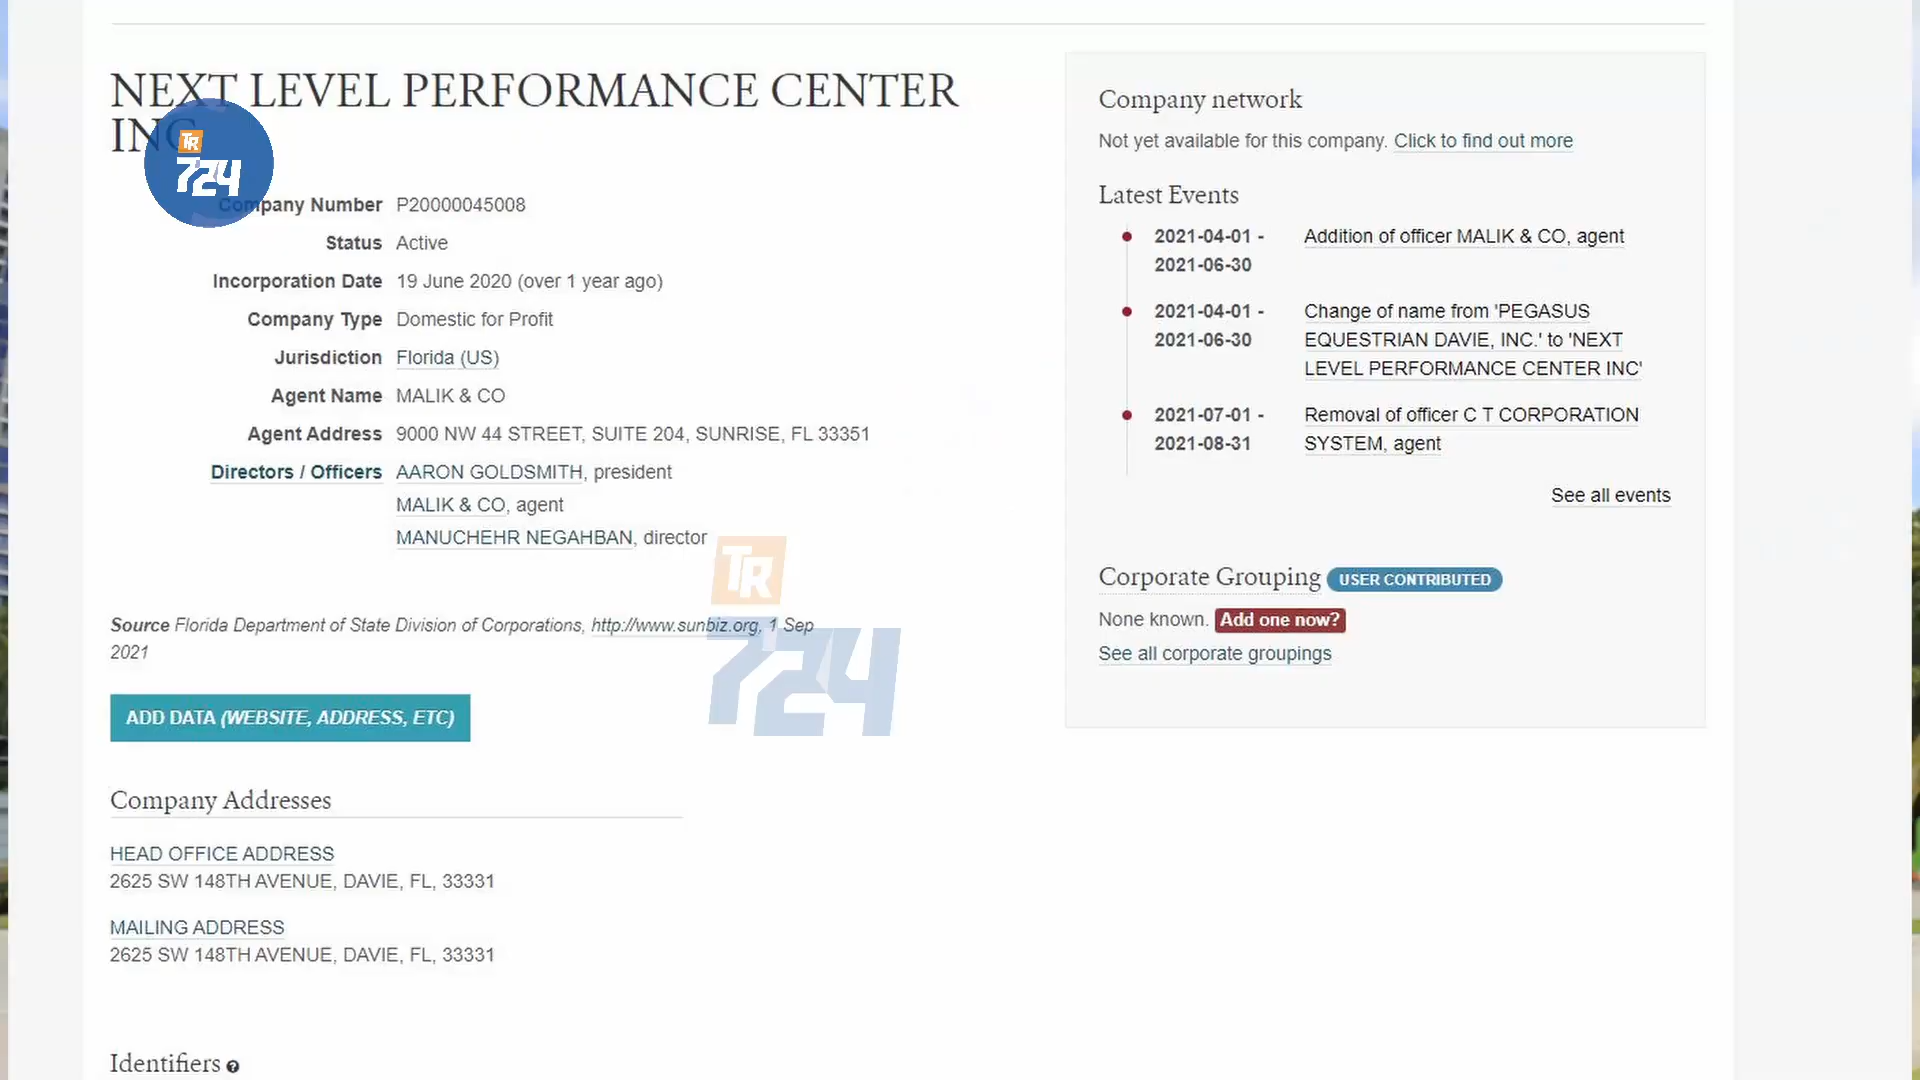 NEXT LEVEL PERFORMANCE CENTER
INC
TR
724
Company Number P20000045008
Status Active
Incorporation Date 19 June 2020 (over 1 year ago)
Company Type Domestic for Profit
Jurisdiction Florida (US)
Agent Name MALIK & CO
Agent Address 9000 NW 44 STREET, SUITE 204, SUNRISE, FL 33351
Directors / Officers AARON GOLDSMITH, president
MALIK & CO, agent
MANUCHEHR NEGAHBAN, director
TR
724
Source Florida Department of State Division of Corporations, http://www.sunbiz.org, 1 Sep
2021
ADD DATA (WEBSITE, ADDRESS, ETC)
Company Addresses
HEAD OFFICE ADDRESS
2625 SW 148TH AVENUE, DAVIE, FL, 33331
MAILING ADDRESS
2625 SW 148TH AVENUE, DAVIE, FL, 33331
Identifiers ?
Company network
Not yet available for this company. Click to find out more
Latest Events
2021-04-01 - Addition of officer MALIK & CO, agent
2021-06-30
2021-04-01 - Change of name from 'PEGASUS
2021-06-30 EQUESTRIAN DAVIE, INC.' to 'NEXT
LEVEL PERFORMANCE CENTER INC'
2021-07-01 - Removal of officer C T CORPORATION
2021-08-31 SYSTEM, agent
See all events
Corporate Grouping USER CONTRIBUTED
None known. Add one now?
See all corporate groupings